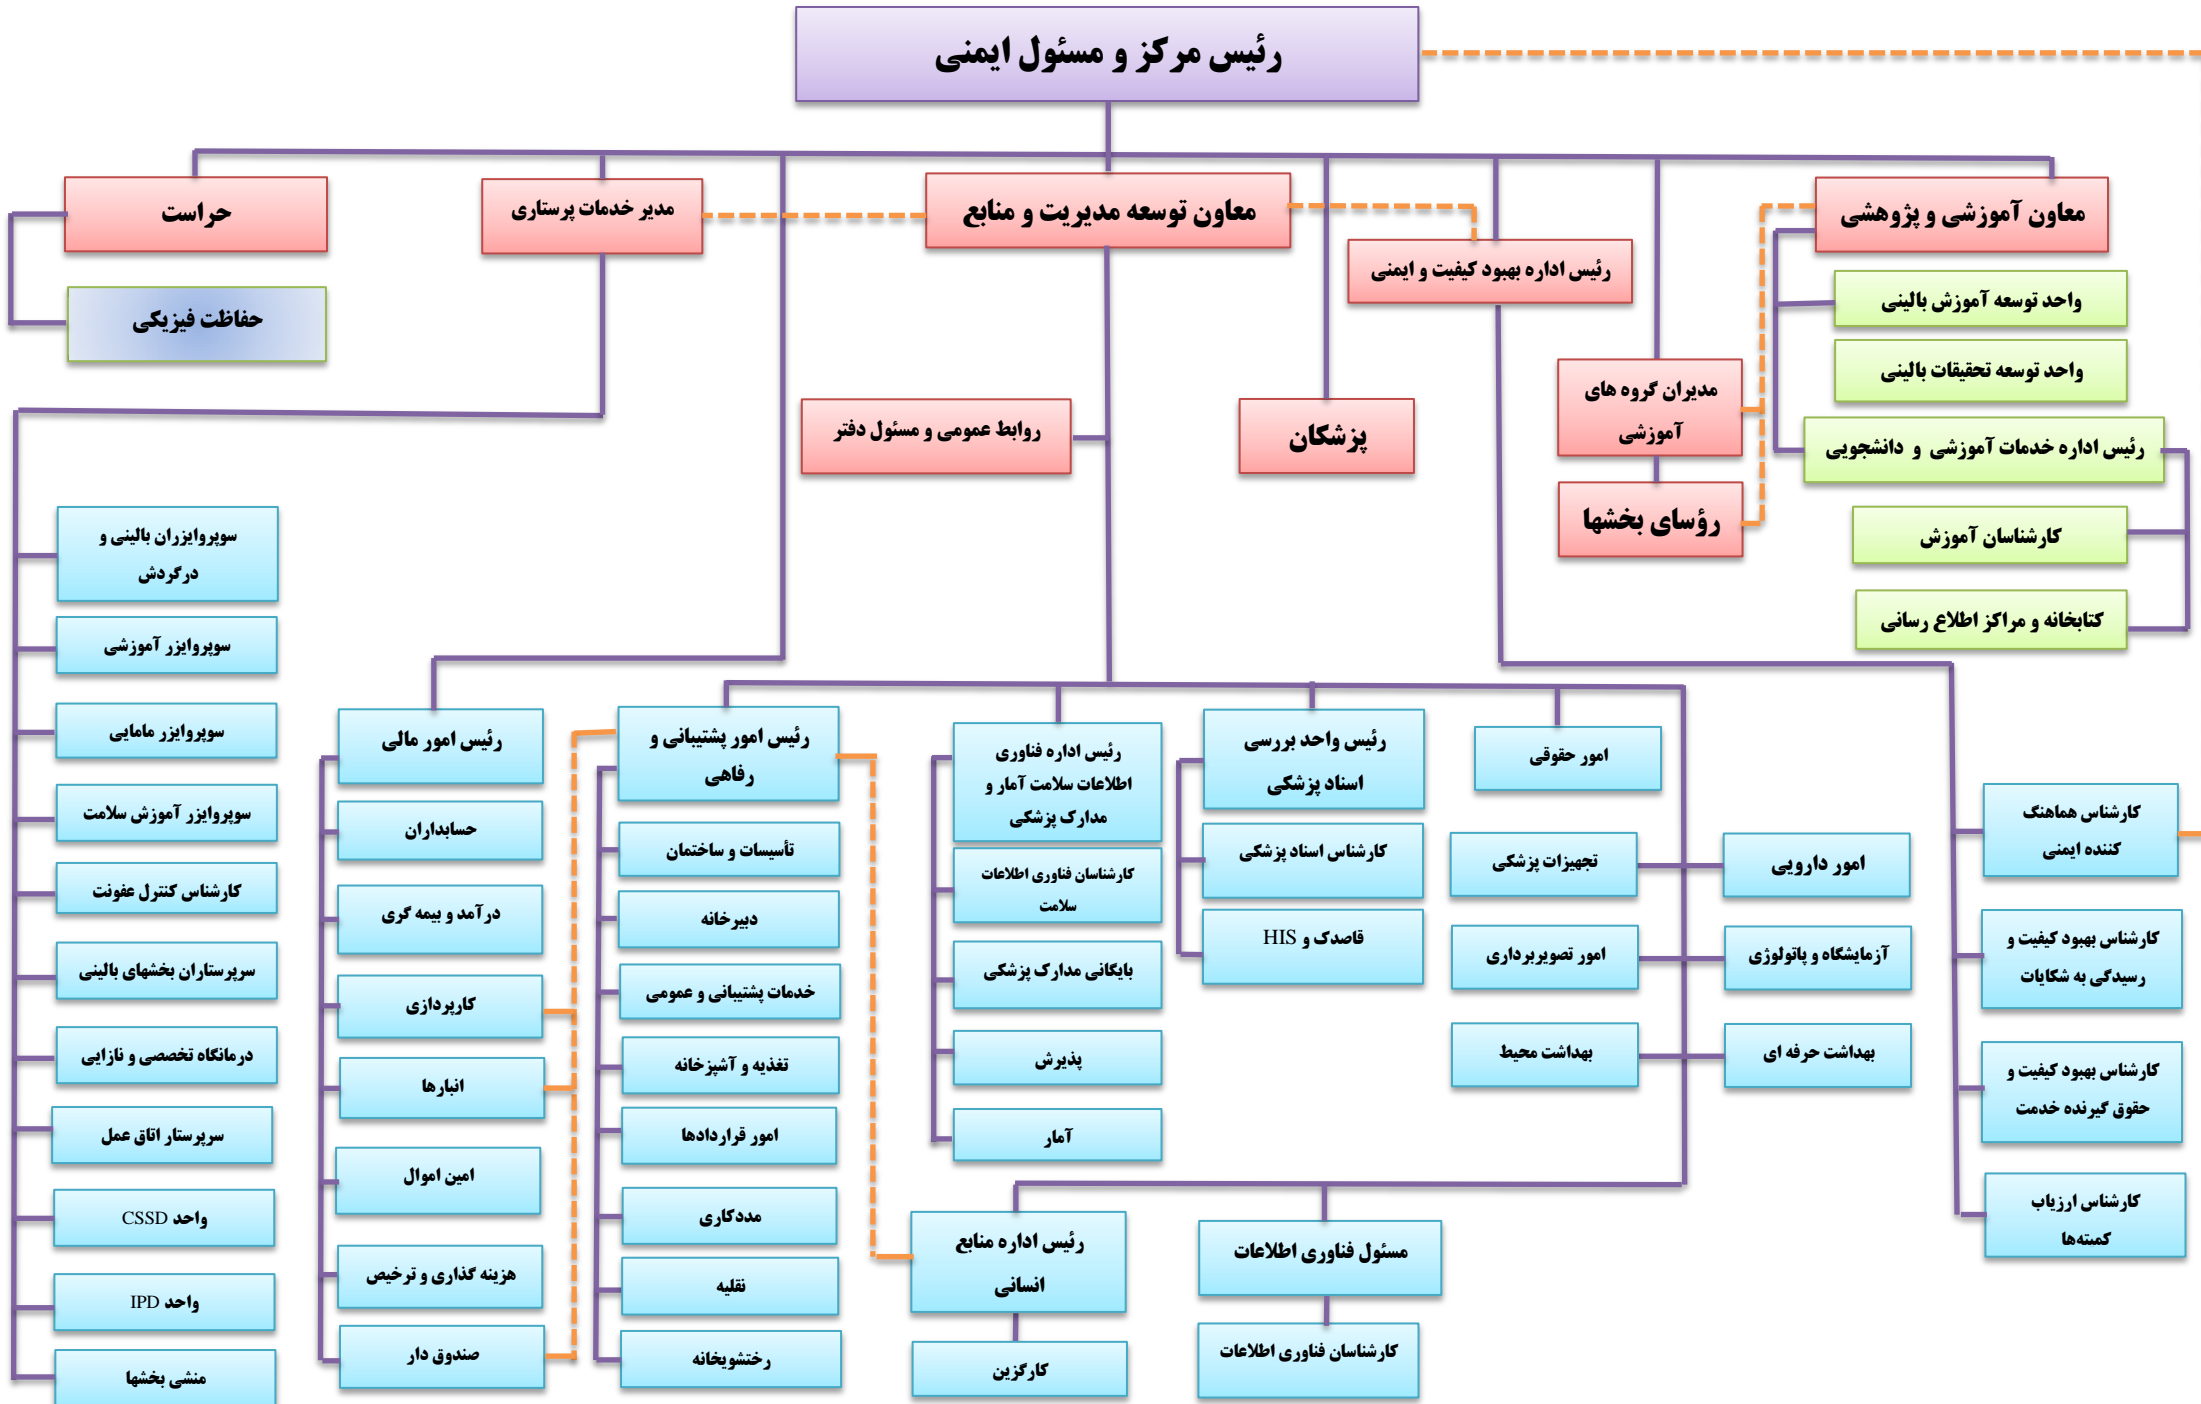 رئیس مرکز و مسئول ایمنی
معاون آموزشی و پژوهشی
واحد توسعه آموزش بالینی
واحد توسعه تحقیقات بالینی
رئیس اداره خدمات آموزشی و دانشجویی
کارشناسان آموزش
کتابخانه و مراکز اطلاع رسانی
مدیران گروه های
آموزشی
رؤسای بخشها
رئیس اداره بهبود کیفیت و ایمنی
کارشناس هماهنگ
کننده ایمنی
کارشناس بهبود کیفیت و
رسیدگی به شکایات
کارشناس بهبود کیفیت و
حقوق گیرنده خدمت
کارشناس ارزیاب
کمیته‌ها
پزشکان
معاون توسعه مدیریت و منابع
روابط عمومی و مسئول دفتر
امور حقوقی
امور دارویی
تجهیزات پزشکی
آزمایشگاه و پاتولوژی
امور تصویربرداری
بهداشت حرفه ای
بهداشت محیط
رئیس واحد بررسی
اسناد پزشکی
کارشناس اسناد پزشکی
قاصدک و HIS
رئیس اداره فناوری
اطلاعات سلامت آمار و
مدارک پزشکی
کارشناسان فناوری اطلاعات
سلامت
بایگانی مدارک پزشکی
پذیرش
آمار
مسئول فناوری اطلاعات
کارشناسان فناوری اطلاعات
رئیس اداره منابع
انسانی
کارگزین
رئیس امور پشتیبانی و
رفاهی
تأسیسات و ساختمان
دبیرخانه
خدمات پشتیبانی و عمومی
تغذیه و آشپزخانه
امور قراردادها
مددکاری
نقلیه
رختشویخانه
رئیس امور مالی
حسابداران
درآمد و بیمه گری
کارپردازی
انبارها
امین اموال
هزینه گذاری و ترخیص
صندوق دار
مدیر خدمات پرستاری
سوپروایزران بالینی و
درگردش
سوپروایزر آموزشی
سوپروایزر مامایی
سوپروایزر آموزش سلامت
کارشناس کنترل عفونت
سرپرستاران بخشهای بالینی
درمانگاه تخصصی و نازایی
سرپرستار اتاق عمل
واحد CSSD
واحد IPD
منشی بخشها
حراست
حفاظت فیزیکی